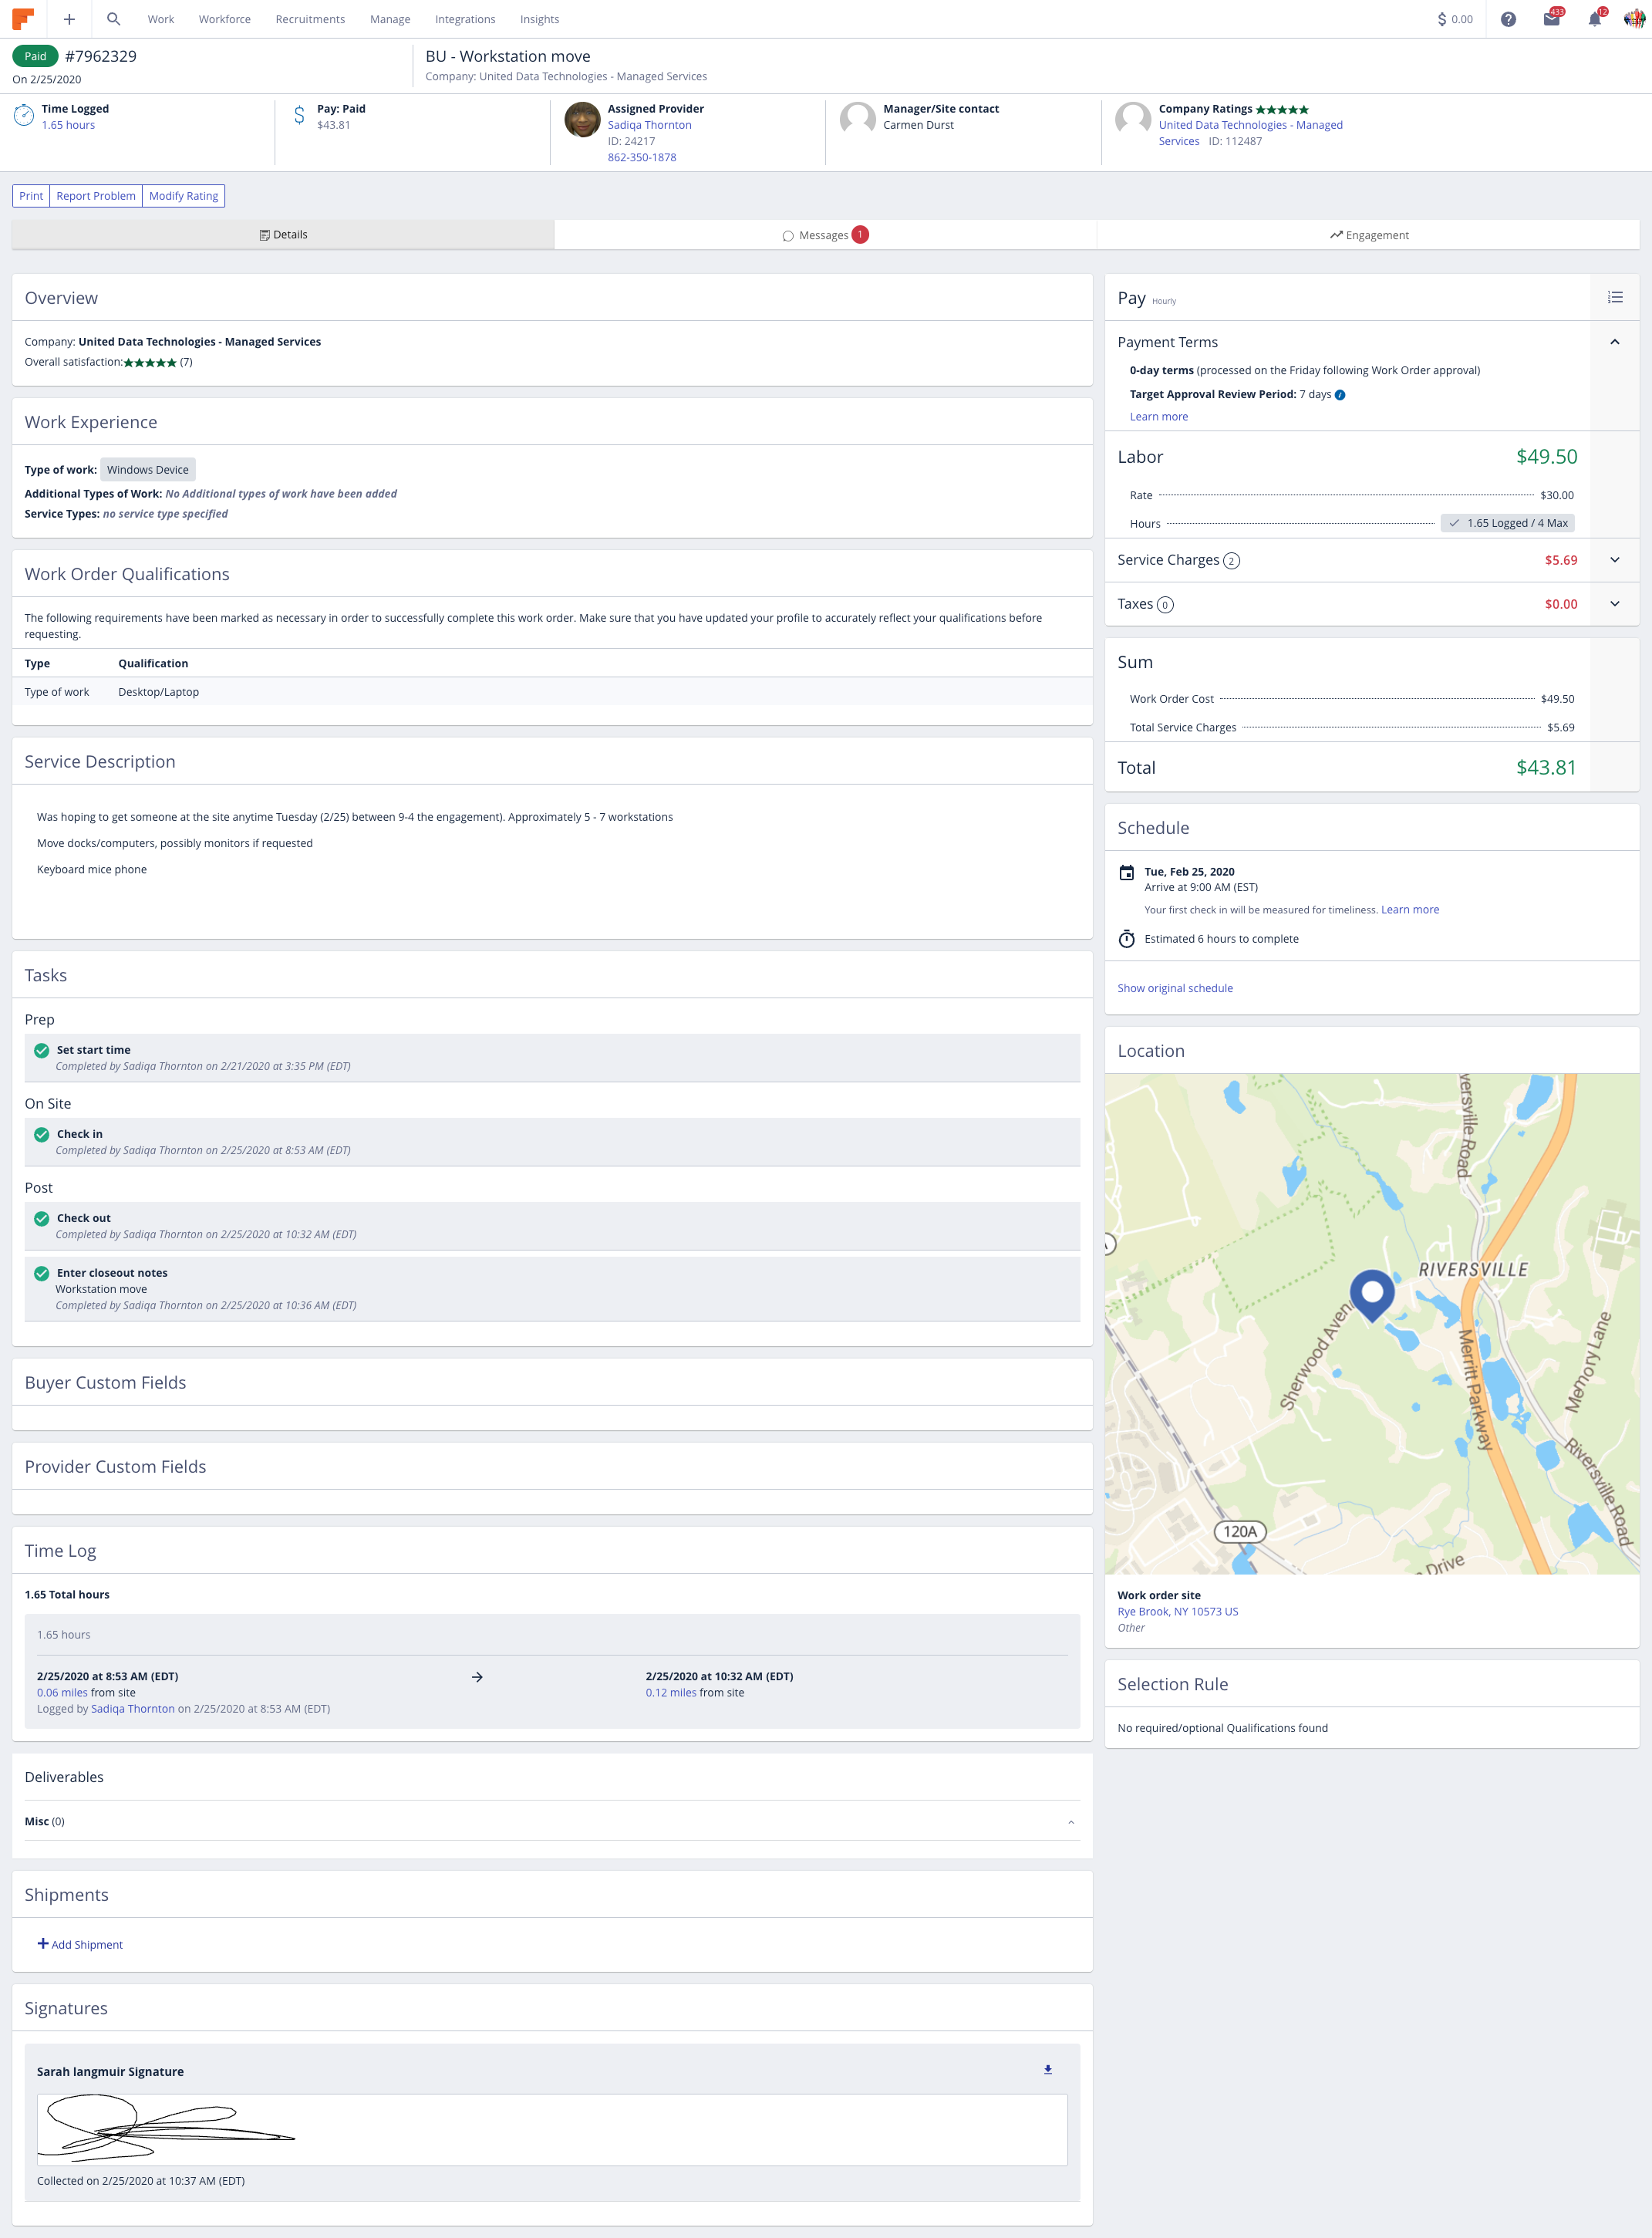 Work Workforce Recruitments Manage Integrations Insights $ 0.00 433 12
Paid #7962329
On 2/25/2020
BU - Workstation move
Company: United Data Technologies - Managed Services
Time Logged
1.65 hours
Pay: Paid
$43.81
Assigned Provider
Sadiqa Thornton
ID: 24217
862-350-1878
Manager/Site contact
Carmen Durst
Company Ratings ★★★★★
United Data Technologies - Managed
Services ID: 112487
Print Report Problem Modify Rating
Details Messages 1 Engagement
Overview
Company: United Data Technologies - Managed Services
Overall satisfaction:★★★★★ (7)
Work Experience
Type of work: Windows Device
Additional Types of Work: No Additional types of work have been added
Service Types: no service type specified
Work Order Qualifications
The following requirements have been marked as necessary in order to successfully complete this work order. Make sure that you have updated your profile to accurately reflect your qualifications before
requesting.
Type Qualification
Type of work Desktop/Laptop
Service Description
Was hoping to get someone at the site anytime Tuesday (2/25) between 9-4 the engagement). Approximately 5 - 7 workstations
Move docks/computers, possibly monitors if requested
Keyboard mice phone
Tasks
Prep
Set start time
Completed by Sadiqa Thornton on 2/21/2020 at 3:35 PM (EDT)
On Site
Check in
Completed by Sadiqa Thornton on 2/25/2020 at 8:53 AM (EDT)
Post
Check out
Completed by Sadiqa Thornton on 2/25/2020 at 10:32 AM (EDT)
Enter closeout notes
Workstation move
Completed by Sadiqa Thornton on 2/25/2020 at 10:36 AM (EDT)
Buyer Custom Fields
Provider Custom Fields
Time Log
1.65 Total hours
1.65 hours
2/25/2020 at 8:53 AM (EDT) → 2/25/2020 at 10:32 AM (EDT)
0.06 miles from site 0.12 miles from site
Logged by Sadiqa Thornton on 2/25/2020 at 8:53 AM (EDT)
Deliverables
Misc (0)
Shipments
+ Add Shipment
Signatures
Sarah langmuir Signature
Collected on 2/25/2020 at 10:37 AM (EDT)
Pay Hourly
Payment Terms
0-day terms (processed on the Friday following Work Order approval)
Target Approval Review Period: 7 days
Learn more
Labor $49.50
Rate $30.00
Hours 1.65 Logged / 4 Max
Service Charges 2 $5.69
Taxes 0 $0.00
Sum
Work Order Cost $49.50
Total Service Charges $5.69
Total $43.81
Schedule
Tue, Feb 25, 2020
Arrive at 9:00 AM (EST)
Your first check in will be measured for timeliness. Learn more
Estimated 6 hours to complete
Show original schedule
Location
versville Road
RIVERSVILLE
Sherwood Aven
Merritt Parkway
Memory Lane
Riversville Road
120A
Drive
Work order site
Rye Brook, NY 10573 US
Other
Selection Rule
No required/optional Qualifications found